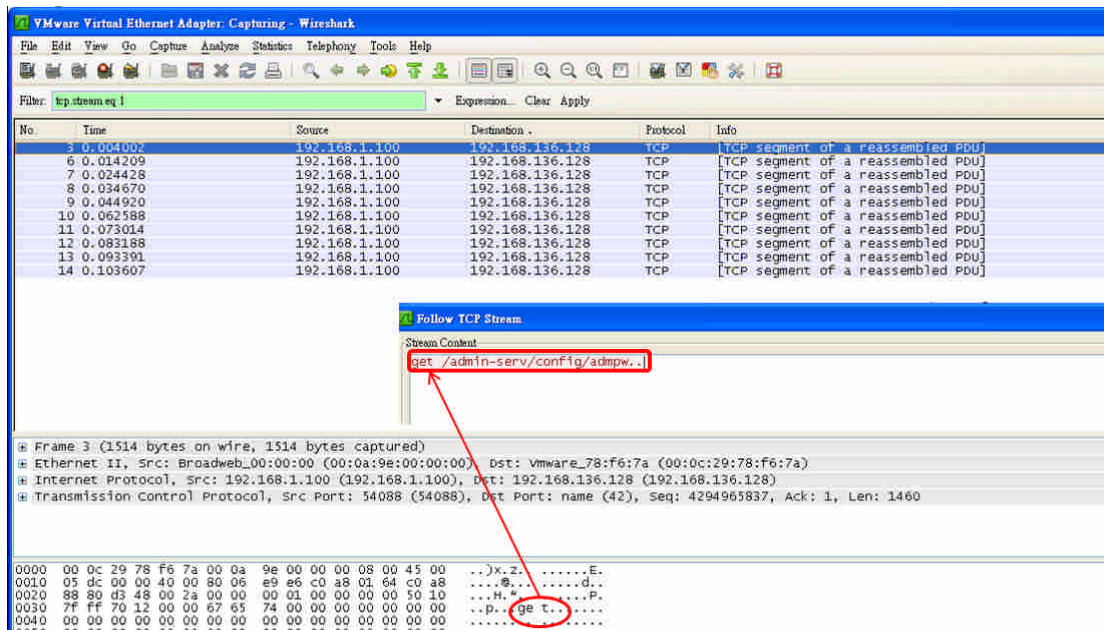 VMware Virtual Ethernet Adapter: Capturing - Wireshark
File Edit View Go Capture Analyze Statistics Telephony Tools Help
Filter: tcp.stream eq 1 Expression... Clear Apply
No. Time Source Destination Protocol Info
3 0.004002 192.168.1.100 192.168.136.128 TCP [TCP segment of a reassembled PDU]
6 0.014209 192.168.1.100 192.168.136.128 TCP [TCP segment of a reassembled PDU]
7 0.024428 192.168.1.100 192.168.136.128 TCP [TCP segment of a reassembled PDU]
8 0.034670 192.168.1.100 192.168.136.128 TCP [TCP segment of a reassembled PDU]
9 0.044920 192.168.1.100 192.168.136.128 TCP [TCP segment of a reassembled PDU]
10 0.062588 192.168.1.100 192.168.136.128 TCP [TCP segment of a reassembled PDU]
11 0.073014 192.168.1.100 192.168.136.128 TCP [TCP segment of a reassembled PDU]
12 0.083188 192.168.1.100 192.168.136.128 TCP [TCP segment of a reassembled PDU]
13 0.093391 192.168.1.100 192.168.136.128 TCP [TCP segment of a reassembled PDU]
14 0.103607 192.168.1.100 192.168.136.128 TCP [TCP segment of a reassembled PDU]
Follow TCP Stream
Stream Content
get /admin-serv/config/admpw..
Frame 3 (1514 bytes on wire, 1514 bytes captured)
Ethernet II, Src: Broadweb_00:00:00 (00:0a:9e:00:00:00), Dst: Vmware_78:f6:7a (00:0c:29:78:f6:7a)
Internet Protocol, Src: 192.168.1.100 (192.168.1.100), Dst: 192.168.136.128 (192.168.136.128)
Transmission Control Protocol, Src Port: 54088 (54088), Dst Port: name (42), Seq: 4294965837, Ack: 1, Len: 1460
0000 00 0c 29 78 f6 7a 00 0a 9e 00 00 00 08 00 45 00 ..)x.z.. ......E.
0010 05 dc 00 00 40 00 80 06 e9 e6 c0 a8 01 64 c0 a8 ....@... .....d..
0020 88 80 d3 48 00 2a 00 00 00 01 00 00 00 00 50 10 ...H.*.. ......P.
0030 7f ff 70 12 00 00 67 65 74 00 00 00 00 00 00 00 ..p...ge t.......
0040 00 00 00 00 00 00 00 00 00 00 00 00 00 00 00 00 ........ ........